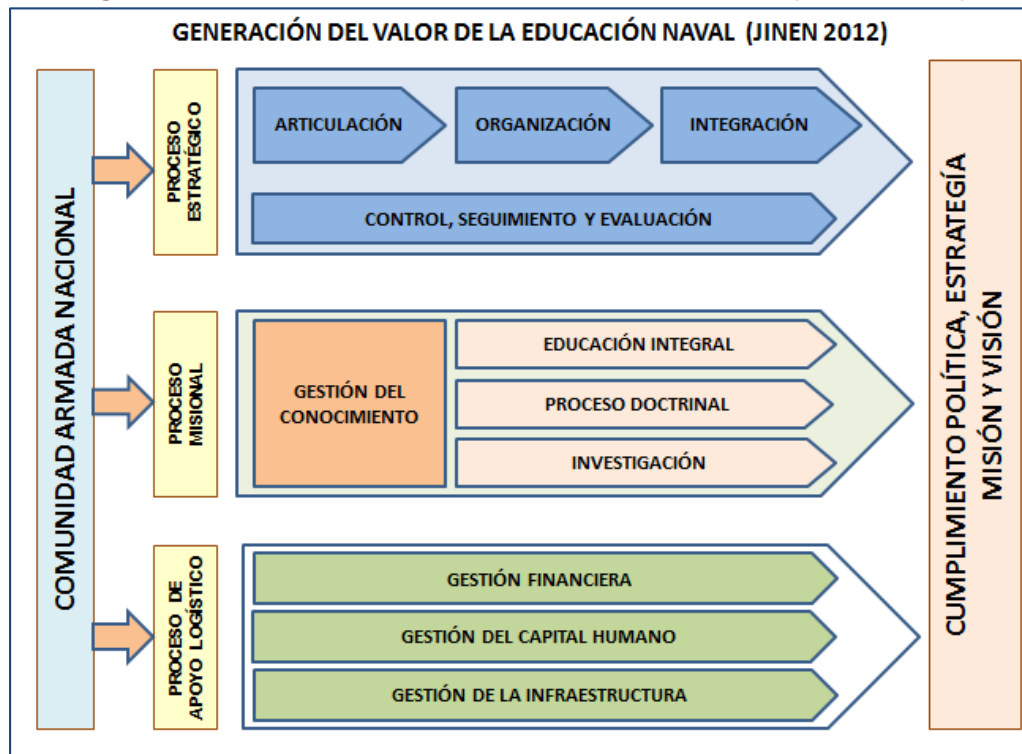 GENERACIÓN DEL VALOR DE LA EDUCACIÓN NAVAL (JINEN 2012)
COMUNIDAD ARMADA NACIONAL
PROCESO
ESTRATÉGICO
ARTICULACIÓN
ORGANIZACIÓN
INTEGRACIÓN
CONTROL, SEGUIMIENTO Y EVALUACIÓN
PROCESO
MISIONAL
GESTIÓN DEL
CONOCIMIENTO
EDUCACIÓN INTEGRAL
PROCESO DOCTRINAL
INVESTIGACIÓN
PROCESO DE
APOYO LOGÍSTICO
GESTIÓN FINANCIERA
GESTIÓN DEL CAPITAL HUMANO
GESTIÓN DE LA INFRAESTRUCTURA
CUMPLIMIENTO POLÍTICA, ESTRATEGÍA
MISIÓN Y VISIÓN